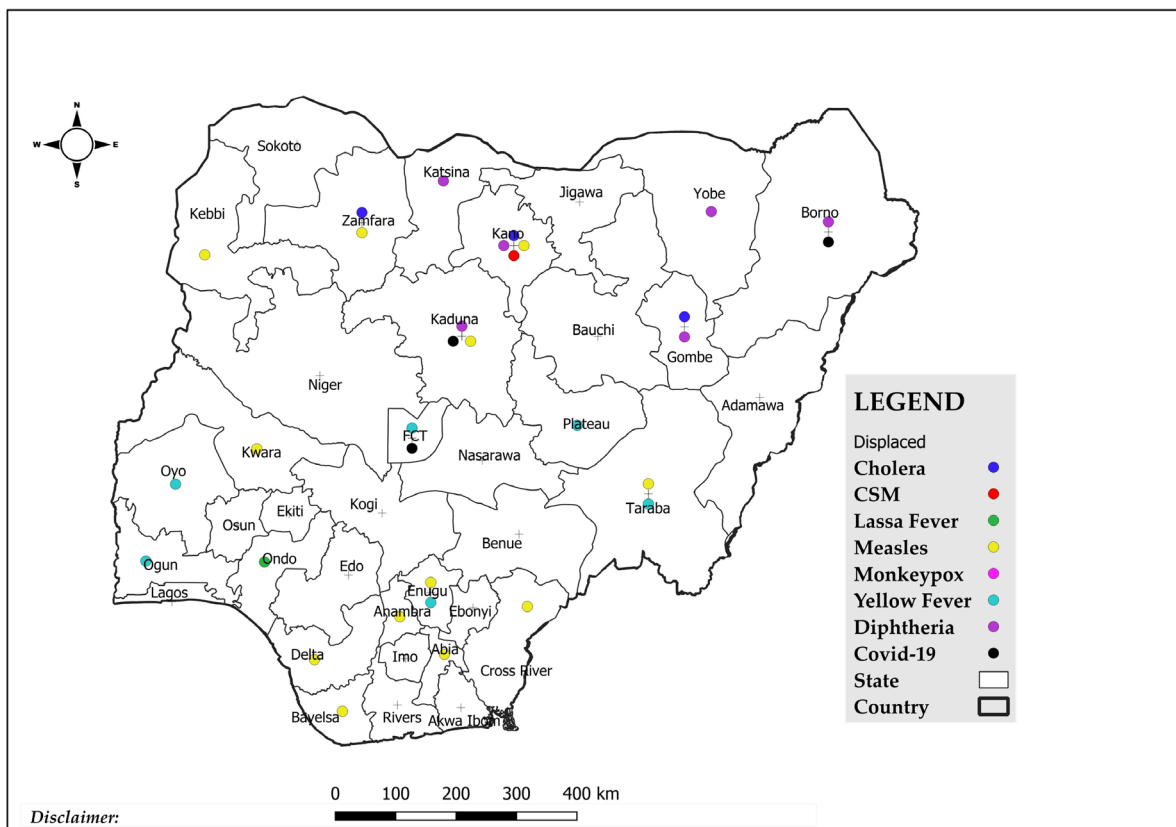 N
W
E
S
Sokoto
Katsina
Jigawa
Yobe
Kebbi
Zamfara
Kano
Borno
Kaduna
Bauchi
Gombe
Niger
Adamawa
FCT
Plateau
Kwara
Nasarawa
Oyo
Kogi
Taraba
Ekiti
Osun
Benue
Ogun
Ondo
Edo
Lagos
Enugu
Anambra
Ebonyi
Delta
Imo
Abia
Cross River
Bayelsa
Rivers
Akwa Ibom
LEGEND
Displaced
Cholera
CSM
Lassa Fever
Measles
Monkeypox
Yellow Fever
Diphtheria
Covid-19
State
Country
0 100 200 300 400 km
Disclaimer: